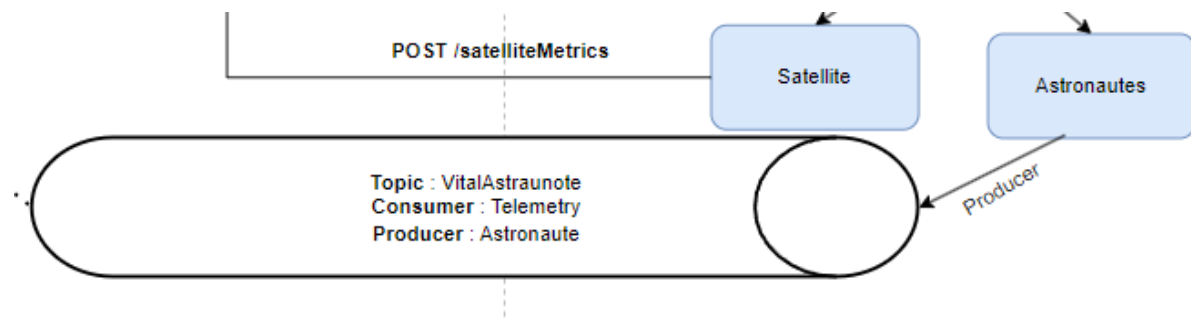 POST /satelliteMetrics
Satellite
Astronautes
Topic : VitalAstraunote
Consumer : Telemetry
Producer : Astronaute
Producer